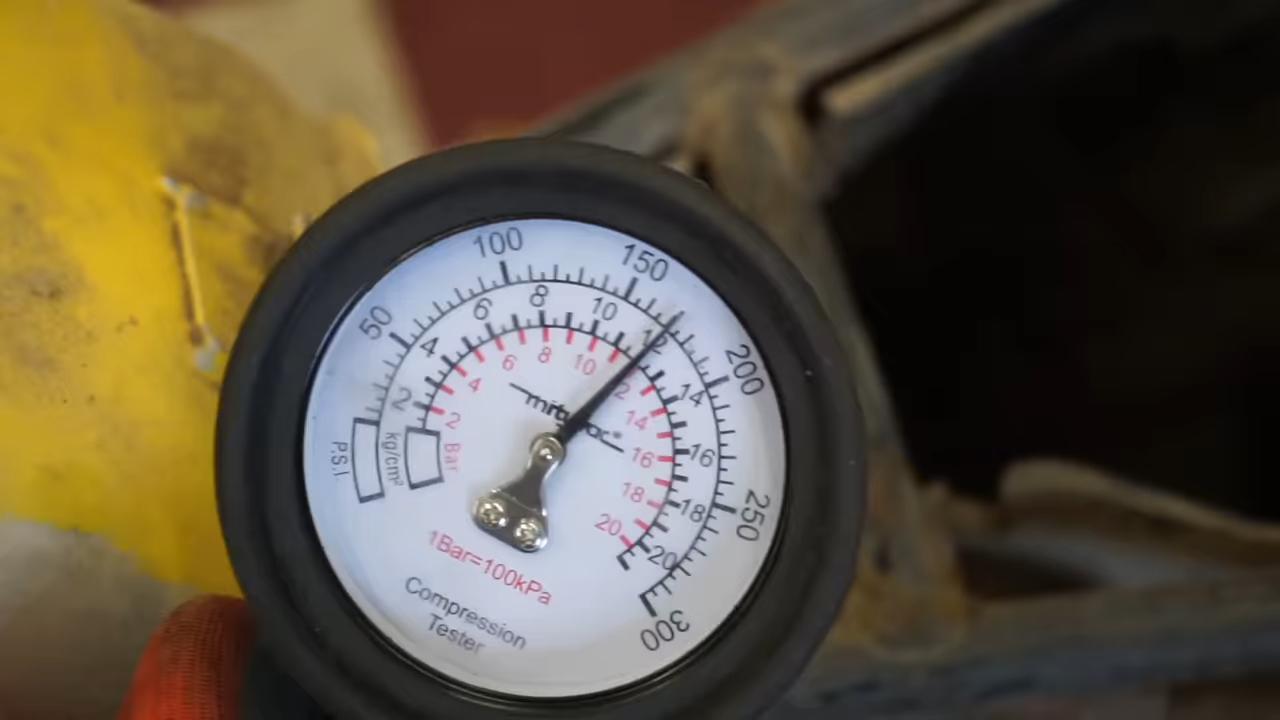 50 100 150 200 250 300
2 4 6 8 10 12 14 16 18 20
2 4 6 8 10 12 14 16 18 20
P.S.I.
kg/cm²
Bar
1Bar=100kPa
Compression
Tester